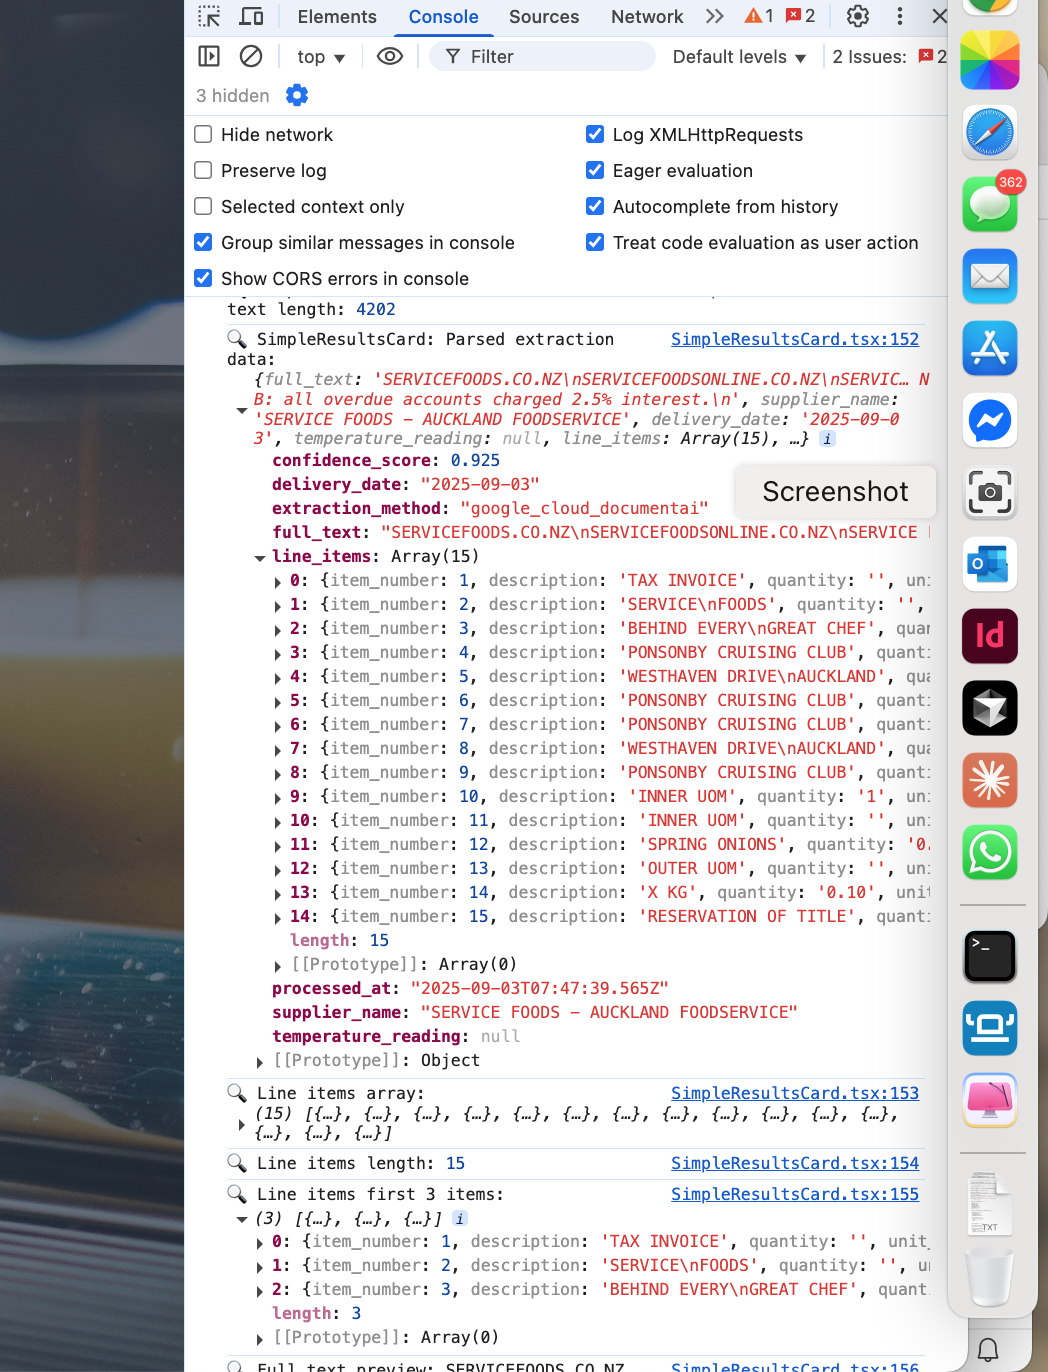 Elements Console Sources Network 1 2
top Filter Default levels 2 Issues: 2
3 hidden
Hide network Log XMLHttpRequests
Preserve log Eager evaluation
Selected context only Autocomplete from history
Group similar messages in console Treat code evaluation as user action
Show CORS errors in console
text length: 4202
SimpleResultsCard: Parsed extraction SimpleResultsCard.tsx:152
data:
{full_text: 'SERVICEFOODS.CO.NZ\nSERVICEFOODSONLINE.CO.NZ\nSERVIC… N
B: all overdue accounts charged 2.5% interest.\n', supplier_name:
'SERVICE FOODS – AUCKLAND FOODSERVICE', delivery_date: '2025-09-0
3', temperature_reading: null, line_items: Array(15), …} i
confidence_score: 0.925
delivery_date: "2025-09-03"
extraction_method: "google_cloud_documentai"
full_text: "SERVICEFOODS.CO.NZ\nSERVICEFOODSONLINE.CO.NZ\nSERVICE
line_items: Array(15)
0: {item_number: 1, description: 'TAX INVOICE', quantity: '', uni
1: {item_number: 2, description: 'SERVICE\nFOODS', quantity: '',
2: {item_number: 3, description: 'BEHIND EVERY\nGREAT CHEF', quan
3: {item_number: 4, description: 'PONSONBY CRUISING CLUB', quanti
4: {item_number: 5, description: 'WESTHAVEN DRIVE\nAUCKLAND', qua
5: {item_number: 6, description: 'PONSONBY CRUISING CLUB', quanti
6: {item_number: 7, description: 'PONSONBY CRUISING CLUB', quanti
7: {item_number: 8, description: 'WESTHAVEN DRIVE\nAUCKLAND', qua
8: {item_number: 9, description: 'PONSONBY CRUISING CLUB', quanti
9: {item_number: 10, description: 'INNER UOM', quantity: '1', uni
10: {item_number: 11, description: 'INNER UOM', quantity: '', uni
11: {item_number: 12, description: 'SPRING ONIONS', quantity: '0.
12: {item_number: 13, description: 'OUTER UOM', quantity: '', uni
13: {item_number: 14, description: 'X KG', quantity: '0.10', unit
14: {item_number: 15, description: 'RESERVATION OF TITLE', quanti
length: 15
[[Prototype]]: Array(0)
processed_at: "2025-09-03T07:47:39.565Z"
supplier_name: "SERVICE FOODS – AUCKLAND FOODSERVICE"
temperature_reading: null
[[Prototype]]: Object
Line items array: SimpleResultsCard.tsx:153
(15) [{…}, {…}, {…}, {…}, {…}, {…}, {…}, {…}, {…}, {…}, {…}, {…},
{…}, {…}, {…}]
Line items length: 15 SimpleResultsCard.tsx:154
Line items first 3 items: SimpleResultsCard.tsx:155
(3) [{…}, {…}, {…}] i
0: {item_number: 1, description: 'TAX INVOICE', quantity: '', unit_
1: {item_number: 2, description: 'SERVICE\nFOODS', quantity: '', u
2: {item_number: 3, description: 'BEHIND EVERY\nGREAT CHEF', quant
length: 3
[[Prototype]]: Array(0)
Full text preview: SERVICEFOODS.CO.NZ SimpleResultsCard.tsx:156
Screenshot
362
Id
>_
TXT